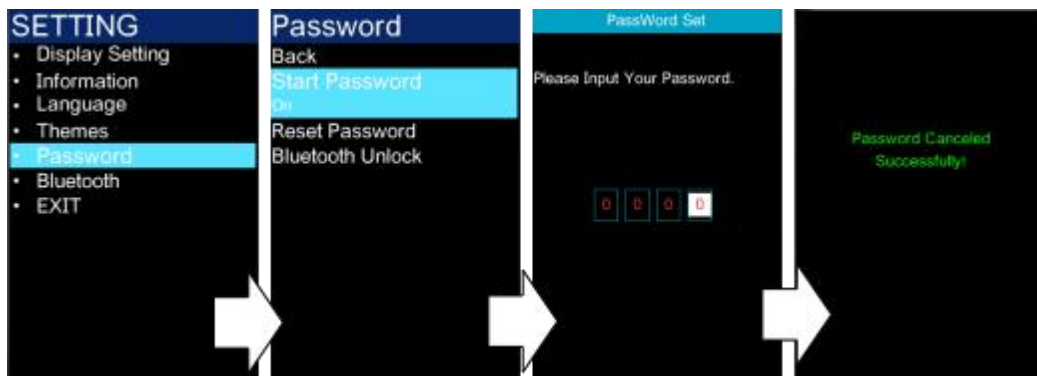 SETTING
• Display Setting
• Information
• Language
• Themes
• Password
• Bluetooth
• EXIT
Password
Back
Start Password
On
Reset Password
Bluetooth Unlock
PassWord Set
Please Input Your Password.
0 0 0 0
Password Canceled
Successfully!